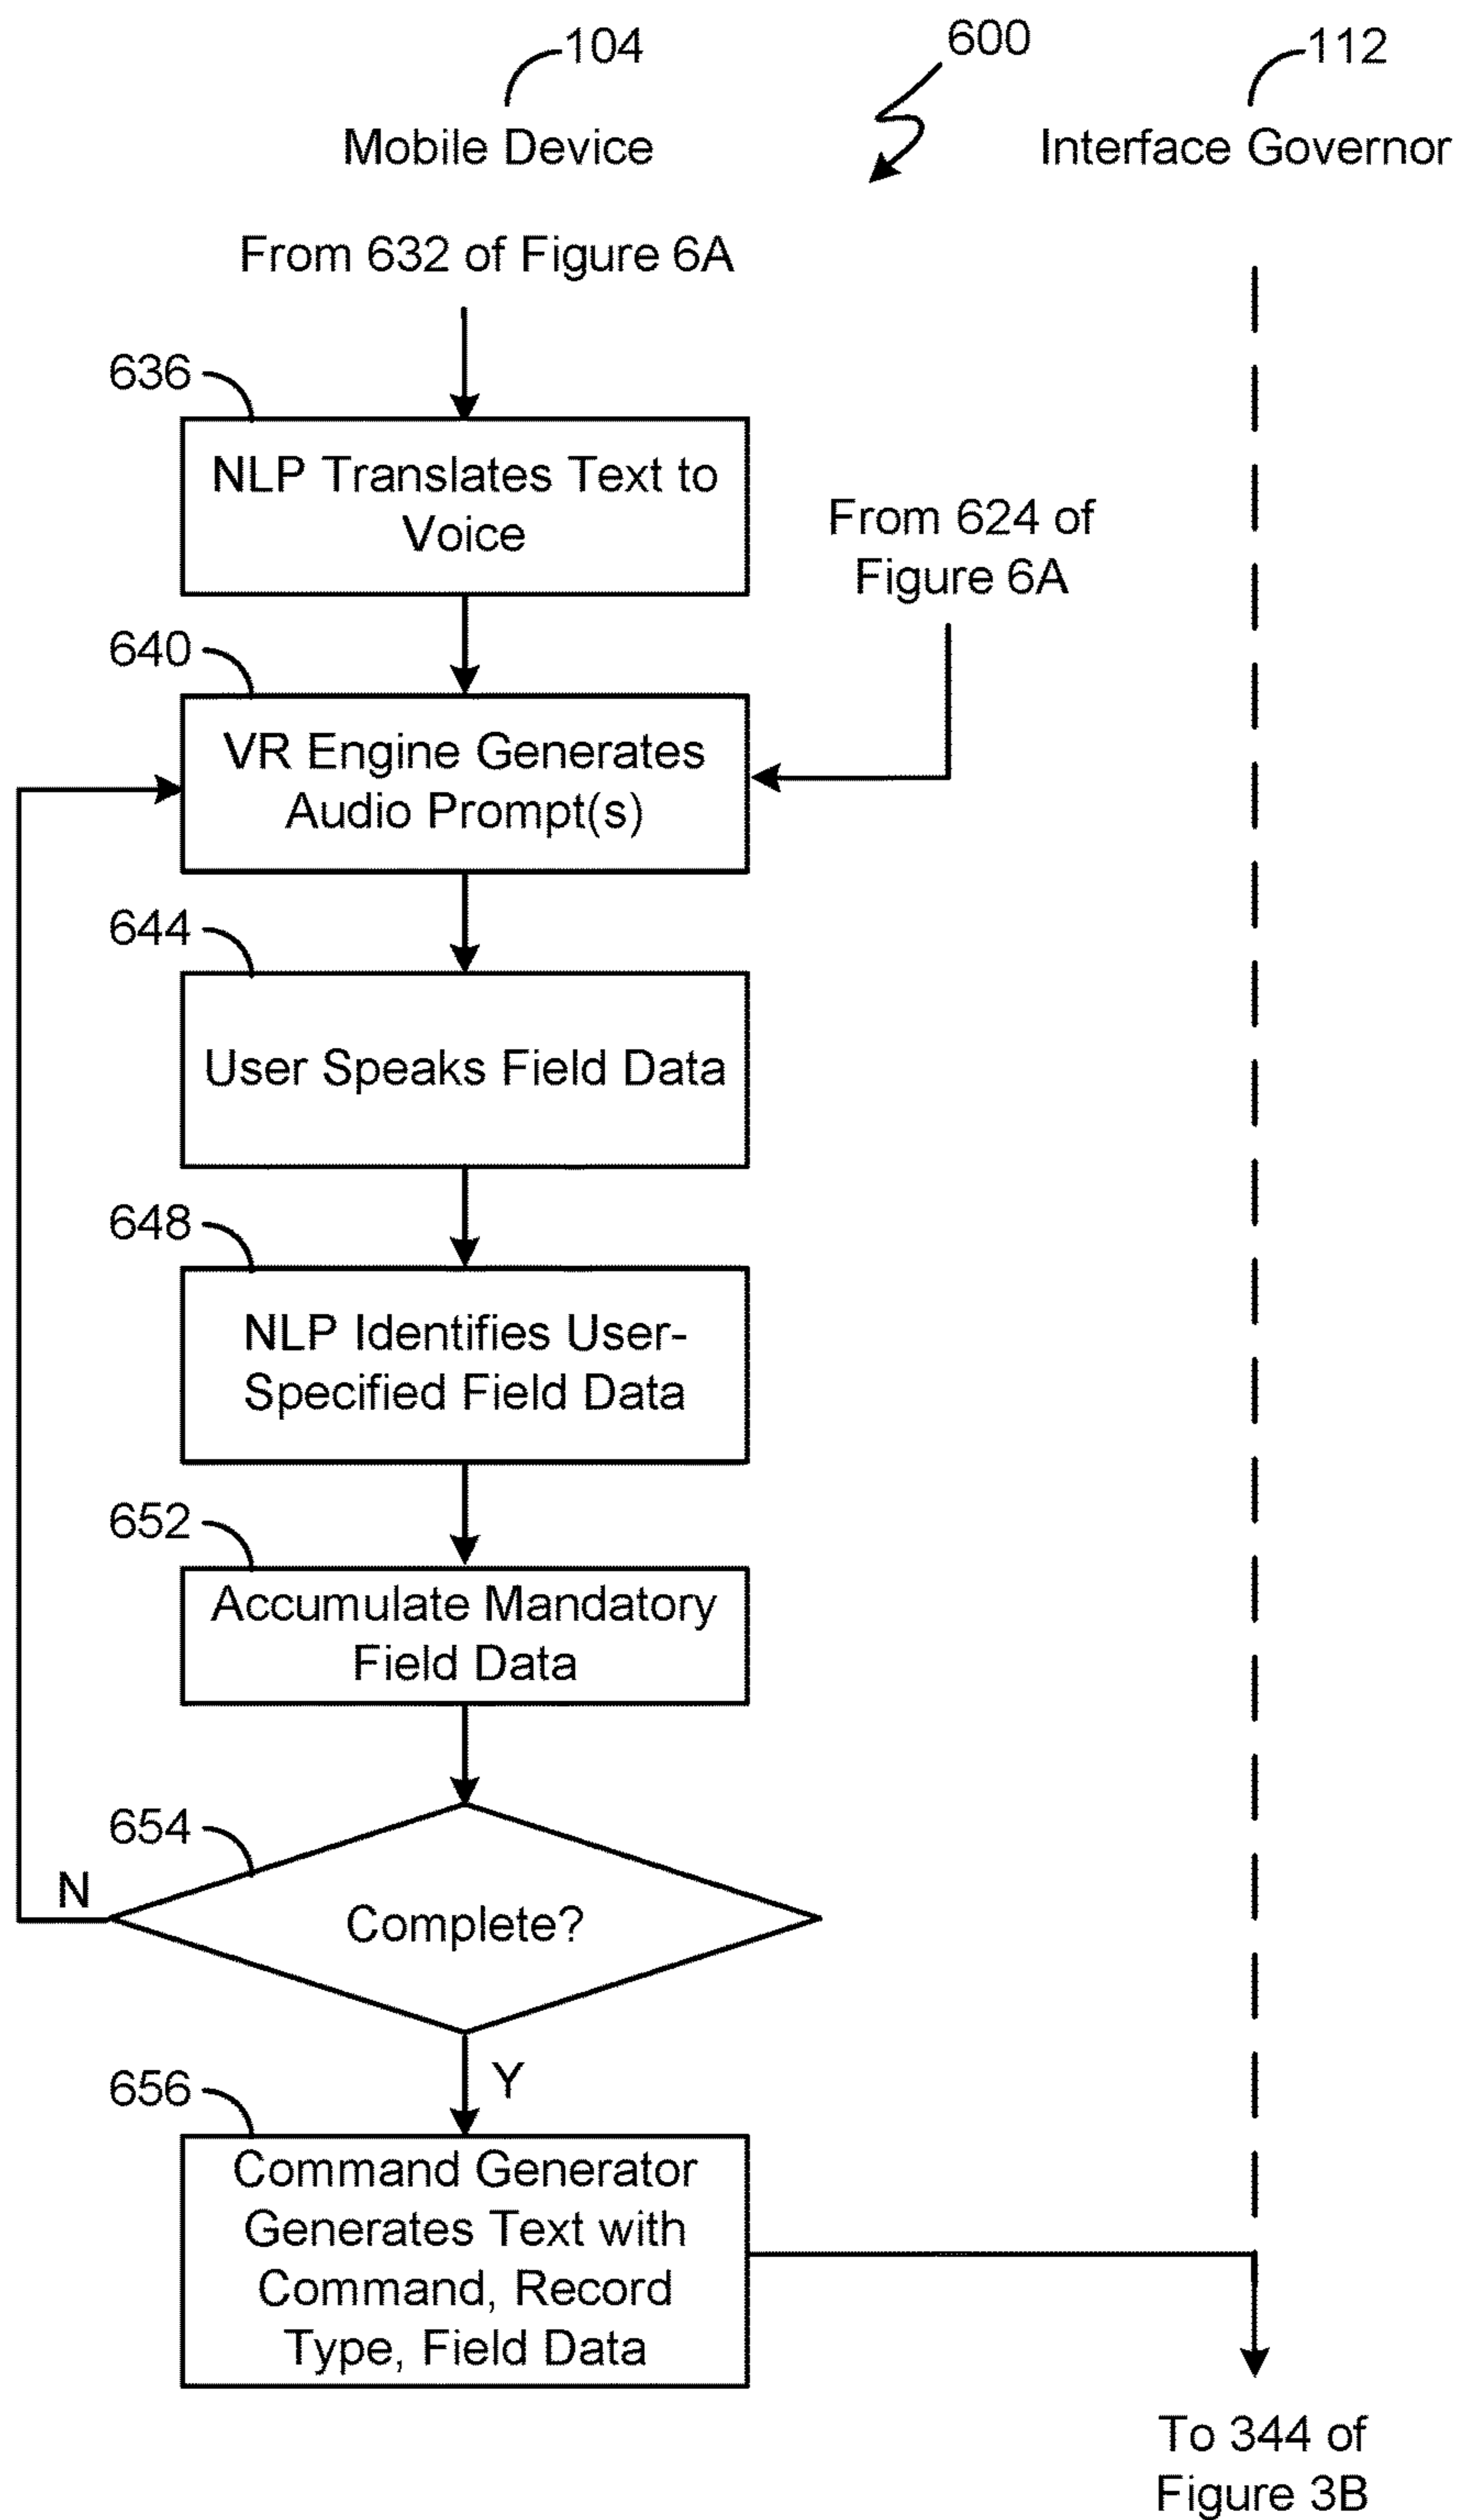 104
600
112
Mobile Device
Interface Governor
From 632 of Figure 6A
636
NLP Translates Text to
Voice
From 624 of
Figure 6A
640
VR Engine Generates
Audio Prompt(s)
644
User Speaks Field Data
648
NLP Identifies User-
Specified Field Data
652
Accumulate Mandatory
Field Data
654
N
Complete?
Y
656
Command Generator
Generates Text with
Command, Record
Type, Field Data
To 344 of
Figure 3B